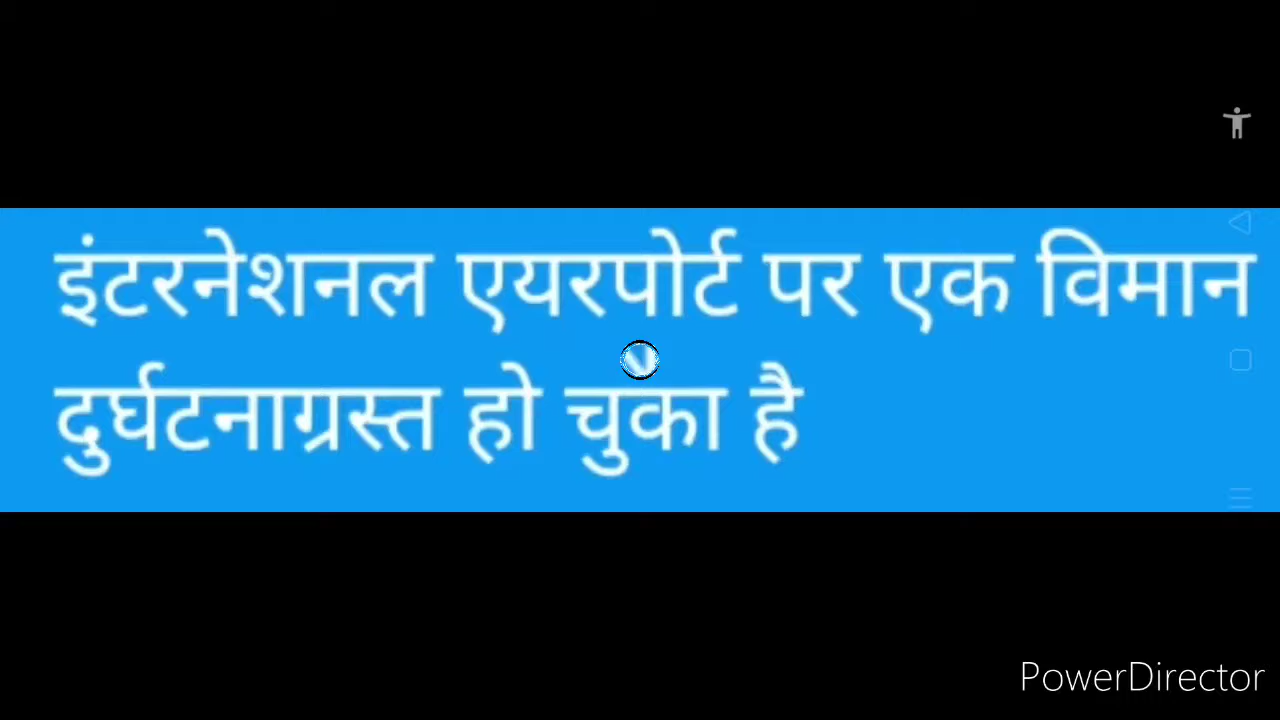 इंटरनेशनल एयरपोर्ट पर एक विमान
दुर्घटनाग्रस्त हो चुका है
PowerDirector